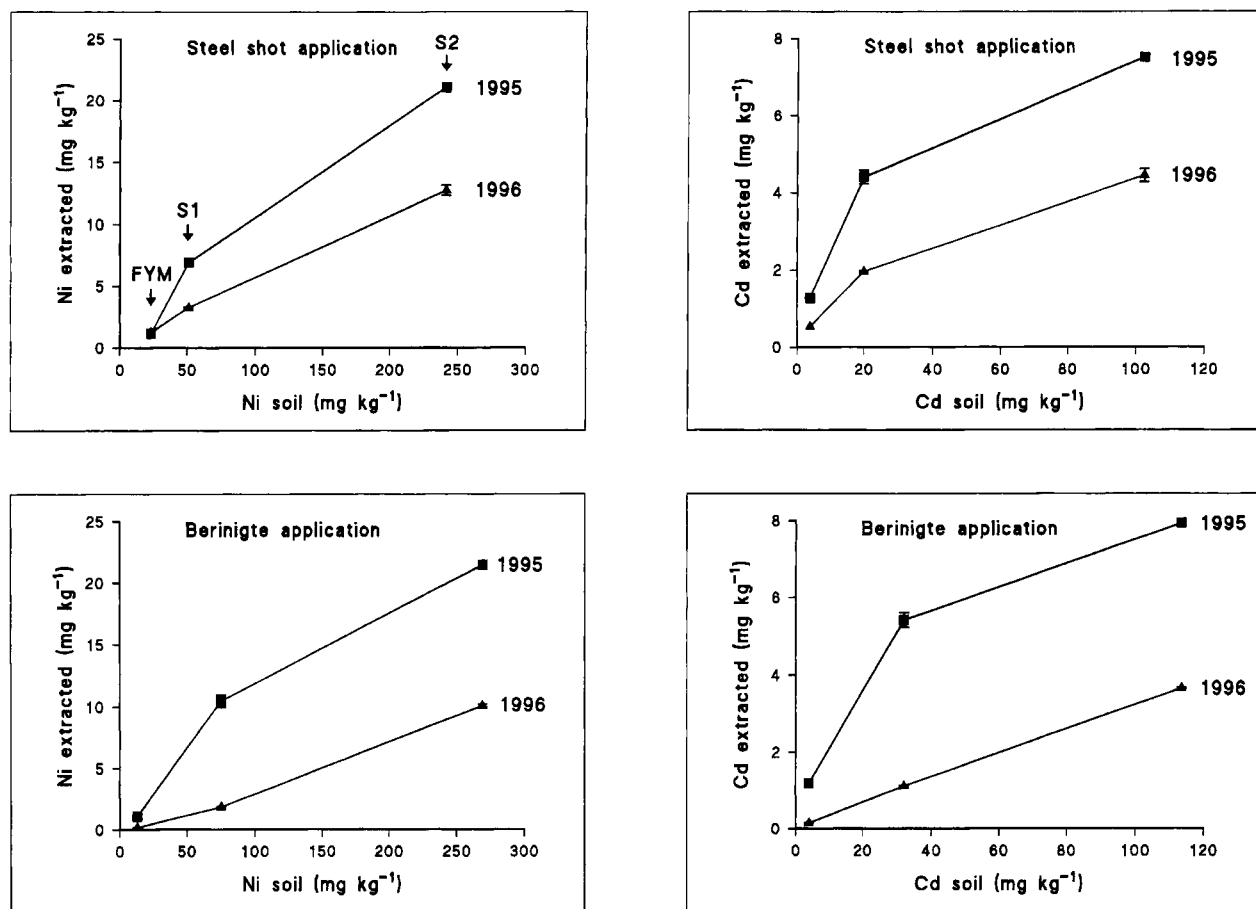 Steel shot application
Ni extracted (mg kg⁻¹)
25
20
15
10
5
0
FYM
S1
S2
1995
1996
0 50 100 150 200 250 300
Ni soil (mg kg⁻¹)
Steel shot application
Cd extracted (mg kg⁻¹)
8
6
4
2
0
1995
1996
0 20 40 60 80 100 120
Cd soil (mg kg⁻¹)
Berinigte application
Ni extracted (mg kg⁻¹)
25
20
15
10
5
0
1995
1996
0 50 100 150 200 250 300
Ni soil (mg kg⁻¹)
Berinigte application
Cd extracted (mg kg⁻¹)
8
6
4
2
0
1995
1996
0 20 40 60 80 100 120
Cd soil (mg kg⁻¹)